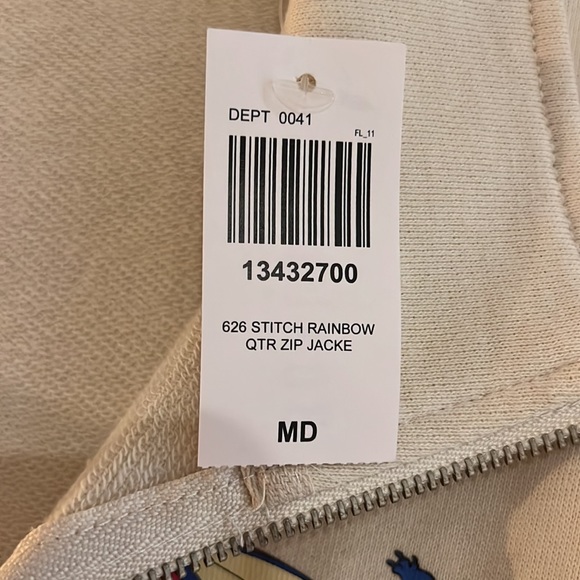 DEPT 0041
FL_11
13432700
626 STITCH RAINBOW
QTR ZIP JACKE
MD